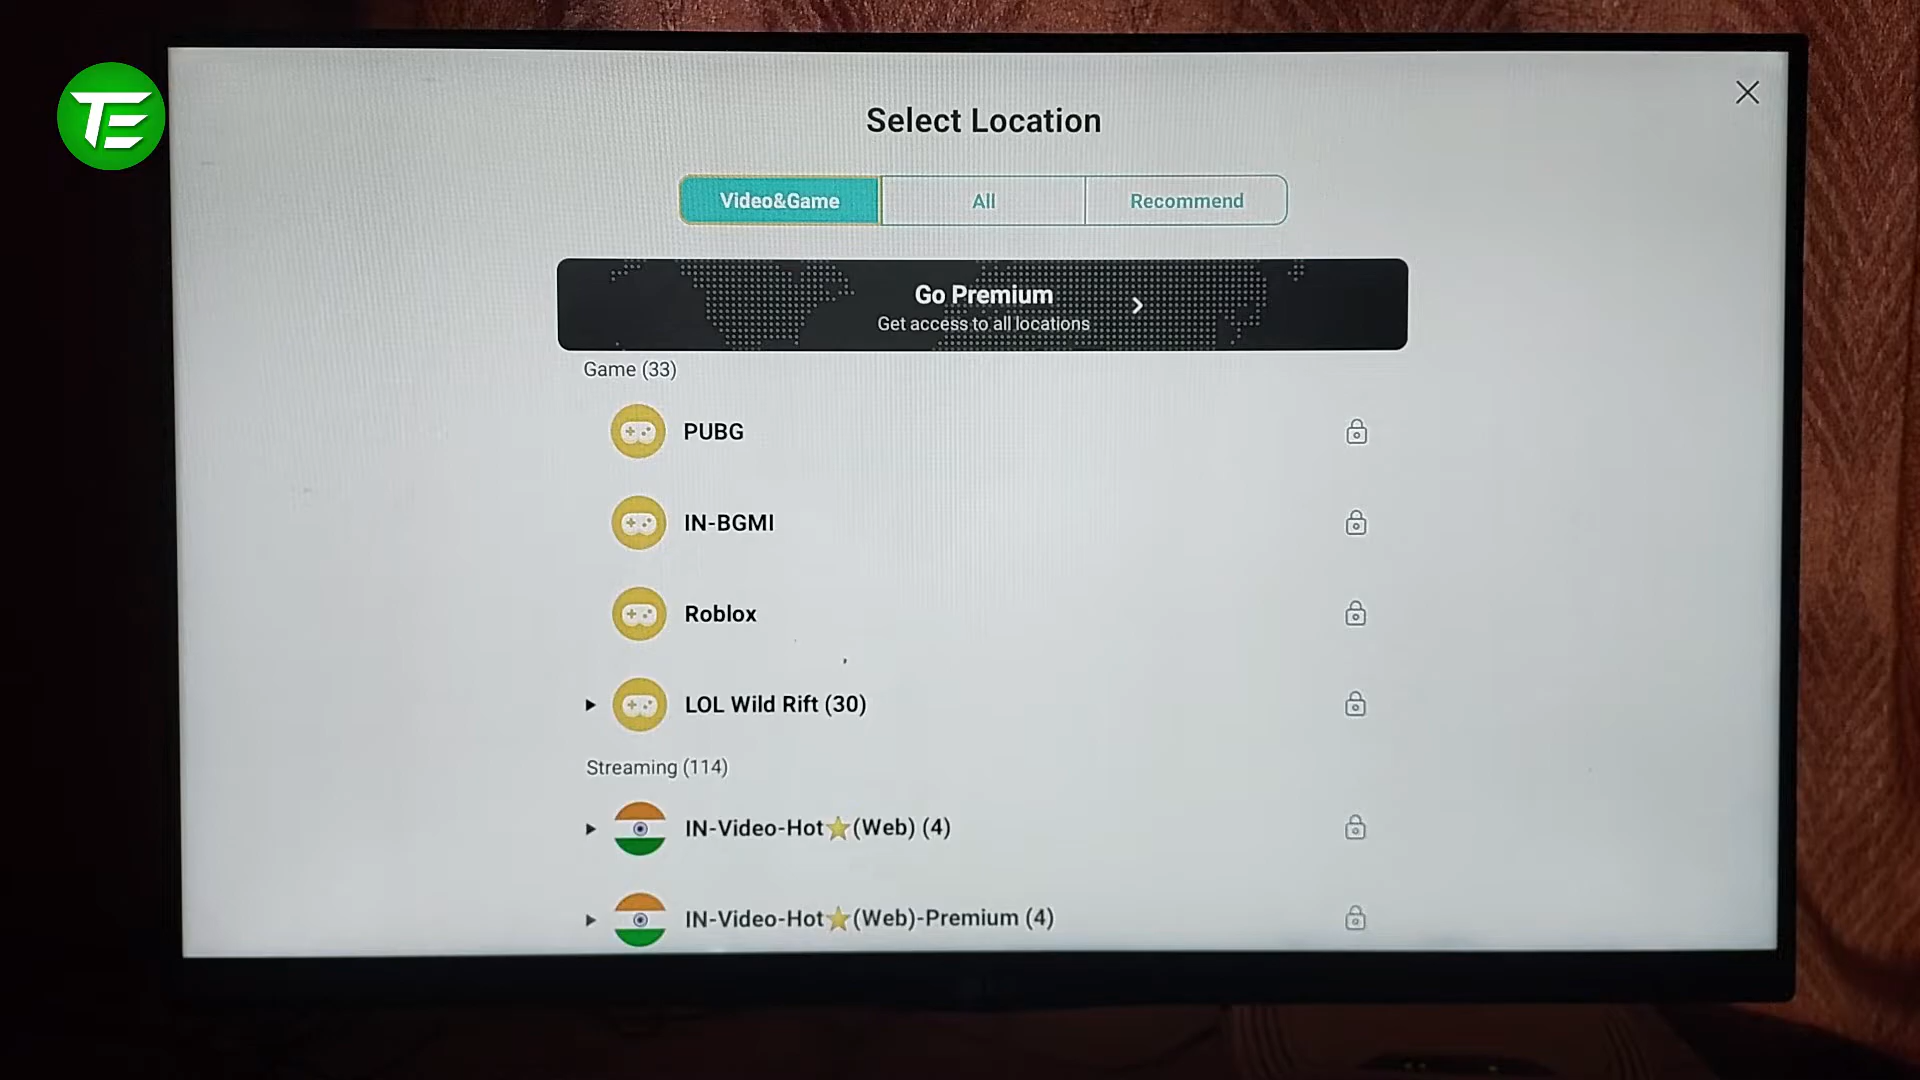 TE
Select Location
Video&Game
All
Recommend
Go Premium
Get access to all locations
Game (33)
PUBG
IN-BGMI
Roblox
LOL Wild Rift (30)
Streaming (114)
IN-Video-Hot⭐(Web) (4)
IN-Video-Hot⭐(Web)-Premium (4)